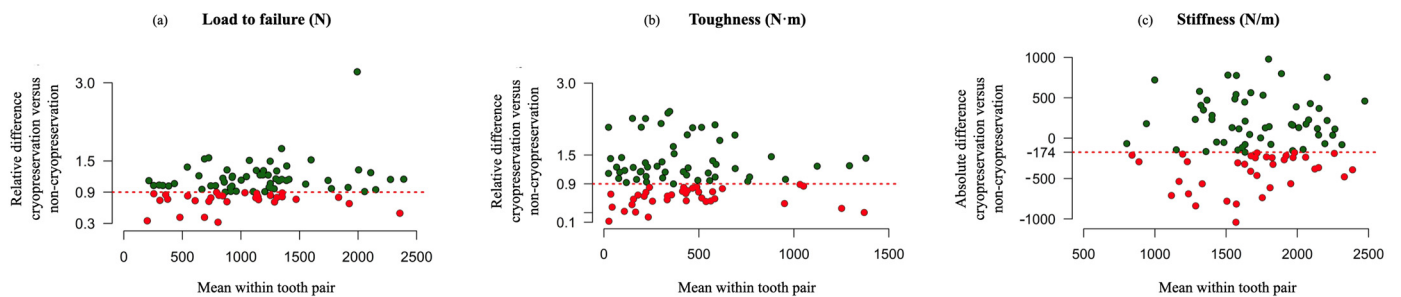 (a) Load to failure (N)
Relative difference
cryopreservation versus
non-cryopreservation
3.0
1.5
0.9
0.3
0 500 1000 1500 2000 2500
Mean within tooth pair
(b) Toughness (N·m)
Relative difference
cryopreservation versus
non-cryopreservation
3.0
1.5
0.9
0.1
0 500 1000 1500
Mean within tooth pair
(c) Stiffness (N/m)
Absolute difference
cryopreservation versus
non-cryopreservation
1000
500
0
-174
-500
-1000
500 1000 1500 2000 2500
Mean within tooth pair